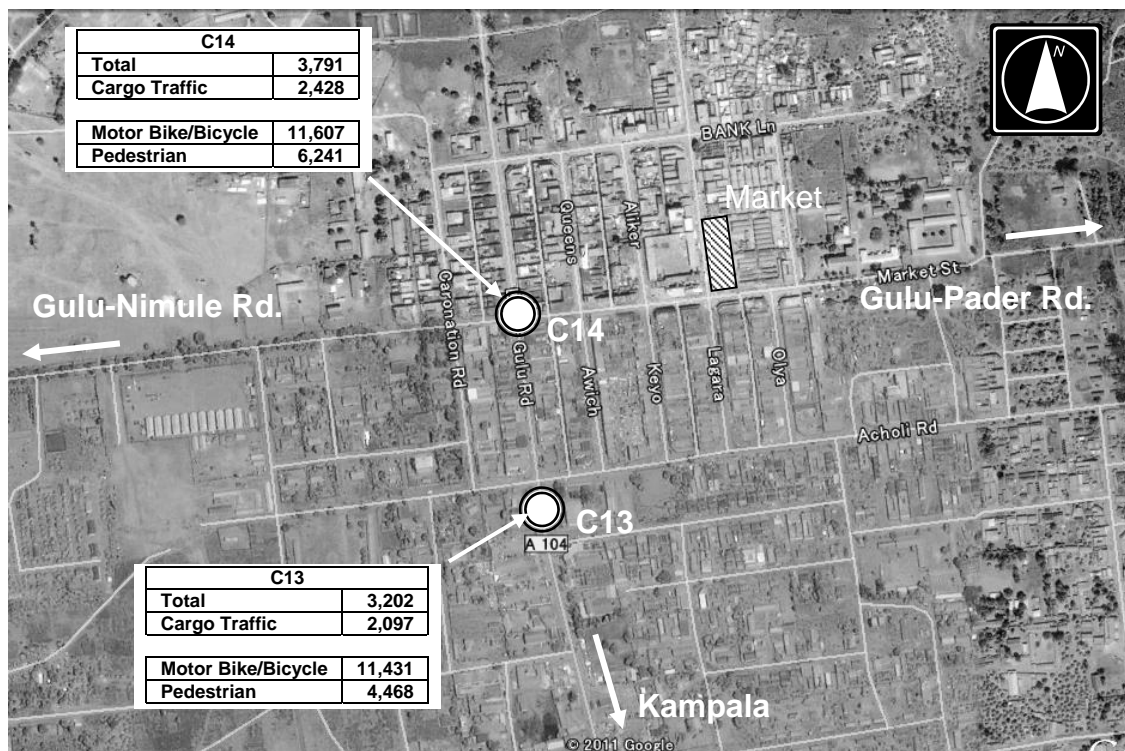 C14
Total 3,791
Cargo Traffic 2,428
Motor Bike/Bicycle 11,607
Pedestrian 6,241
N
BANK Ln
Market
Queens
Aliker
Market St
Gulu-Nimule Rd.
Gulu-Pader Rd.
Caronation Rd
C14
Gulu Rd
Awich
Keyo
Lagara
Olya
Acholi Rd
C13
A 104
C13
Total 3,202
Cargo Traffic 2,097
Motor Bike/Bicycle 11,431
Pedestrian 4,468
Kampala
© 2011 Google